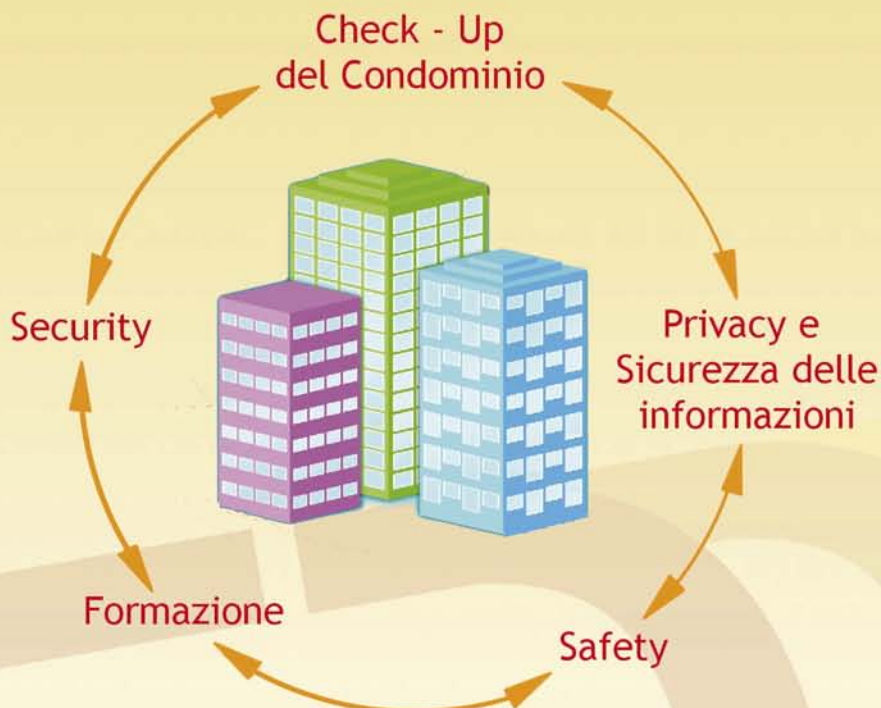 Check - Up
del Condominio
Security
Privacy e
Sicurezza delle
informazioni
Formazione
Safety